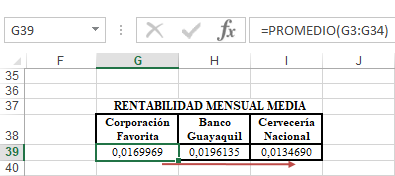 G39
fx
=PROMEDIO(G3:G34)
F G H I J
35
36
37 RENTABILIDAD MENSUAL MEDIA
38 Corporación Favorita Banco Guayaquil Cervecería Nacional
39 0,0169969 0,0196135 0,0134690
40